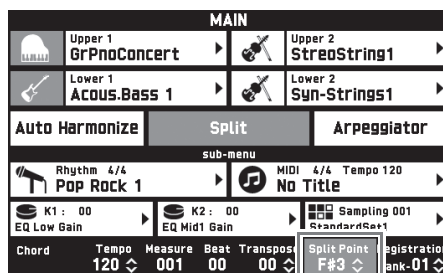 MAIN
Upper 1
GrPnoConcert
Upper 2
StreoString1
Lower 1
Acous.Bass 1
Lower 2
Syn-Strings1
Auto Harmonize
Split
Arpeggiator
sub-menu
Rhythm 4/4
Pop Rock 1
MIDI 4/4 Tempo 120
No Title
K1 : 00
EQ Low Gain
K2 : 00
EQ Mid1 Gain
Sampling 001
StandardSet1
Chord Tempo Measure Beat Transpose Split Point
120 001 00 00 F#3 01